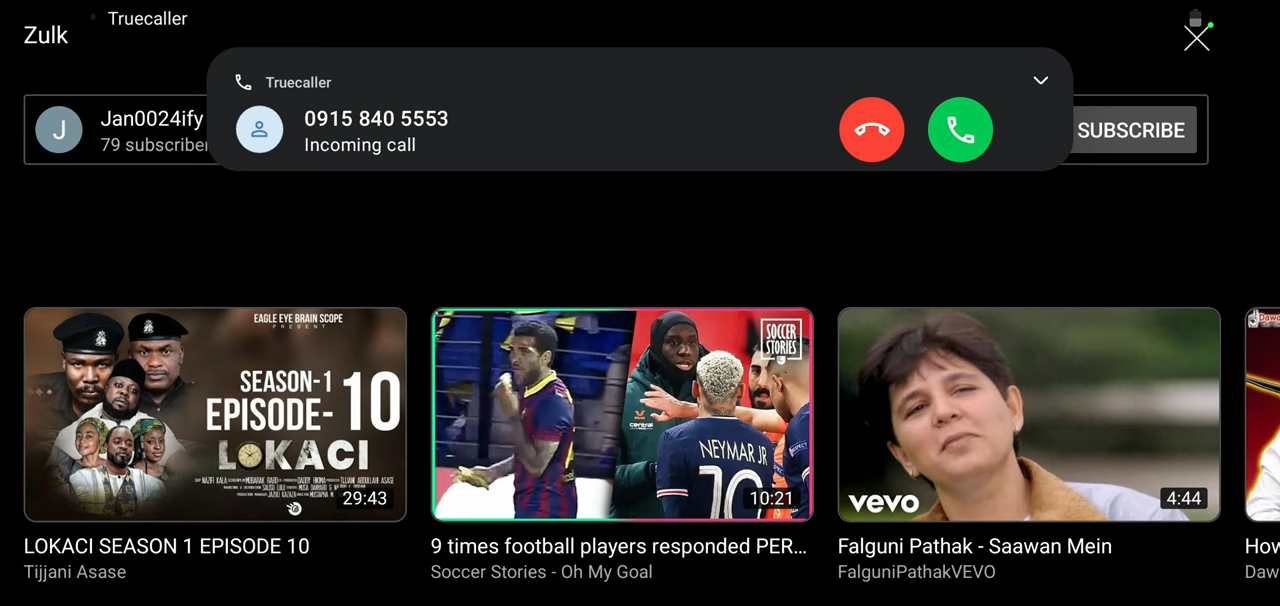 Truecaller
Zulk
Truecaller
0915 840 5553
Incoming call
J
Jan0024ify
79 subscriber
SUBSCRIBE
EAGLE EYE BRAIN SCOPE
PRESENT
SEASON-1
EPISODE-10
LOKACI
29:43
LOKACI SEASON 1 EPISODE 10
Tijjani Asase
SOCCER
STORIES
NEYMAR JR
10
10:21
9 times football players responded PER...
Soccer Stories - Oh My Goal
vevo
4:44
Falguni Pathak - Saawan Mein
FalguniPathakVEVO
How
Daw